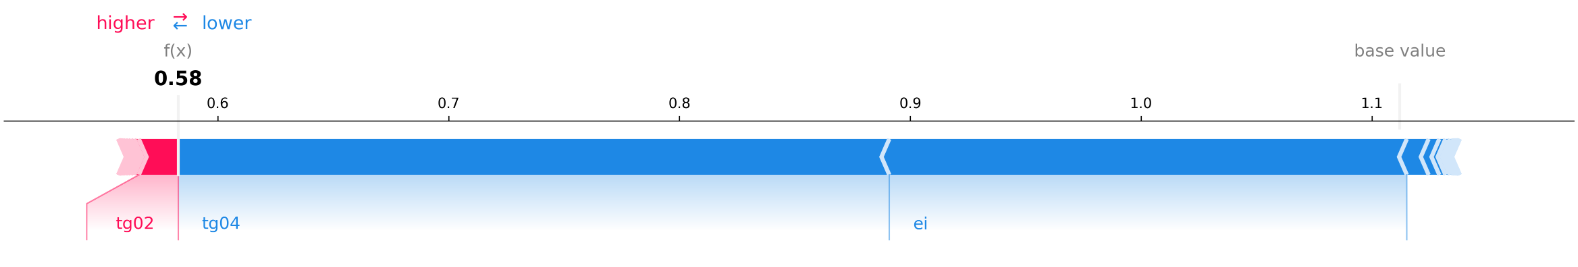 higher ⇄ lower
f(x) base value
0.58
0.6 0.7 0.8 0.9 1.0 1.1
tg02 tg04 ei